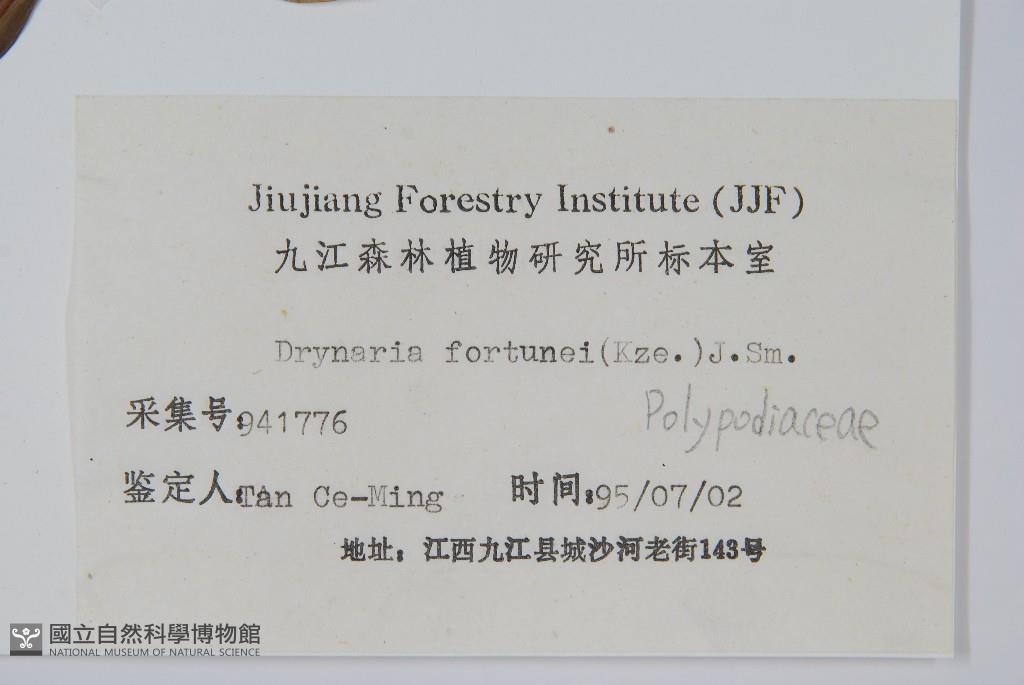 Jiujiang Forestry Institute (JJF)
九江森林植物研究所标本室
Drynaria fortunei(Kze.)J.Sm.
Polypodiaceae
采集号:941776
鉴定人:Tan Ce-Ming 时间:95/07/02
地址: 江西九江县城沙河老街143号
國立自然科學博物館
NATIONAL MUSEUM OF NATURAL SCIENCE